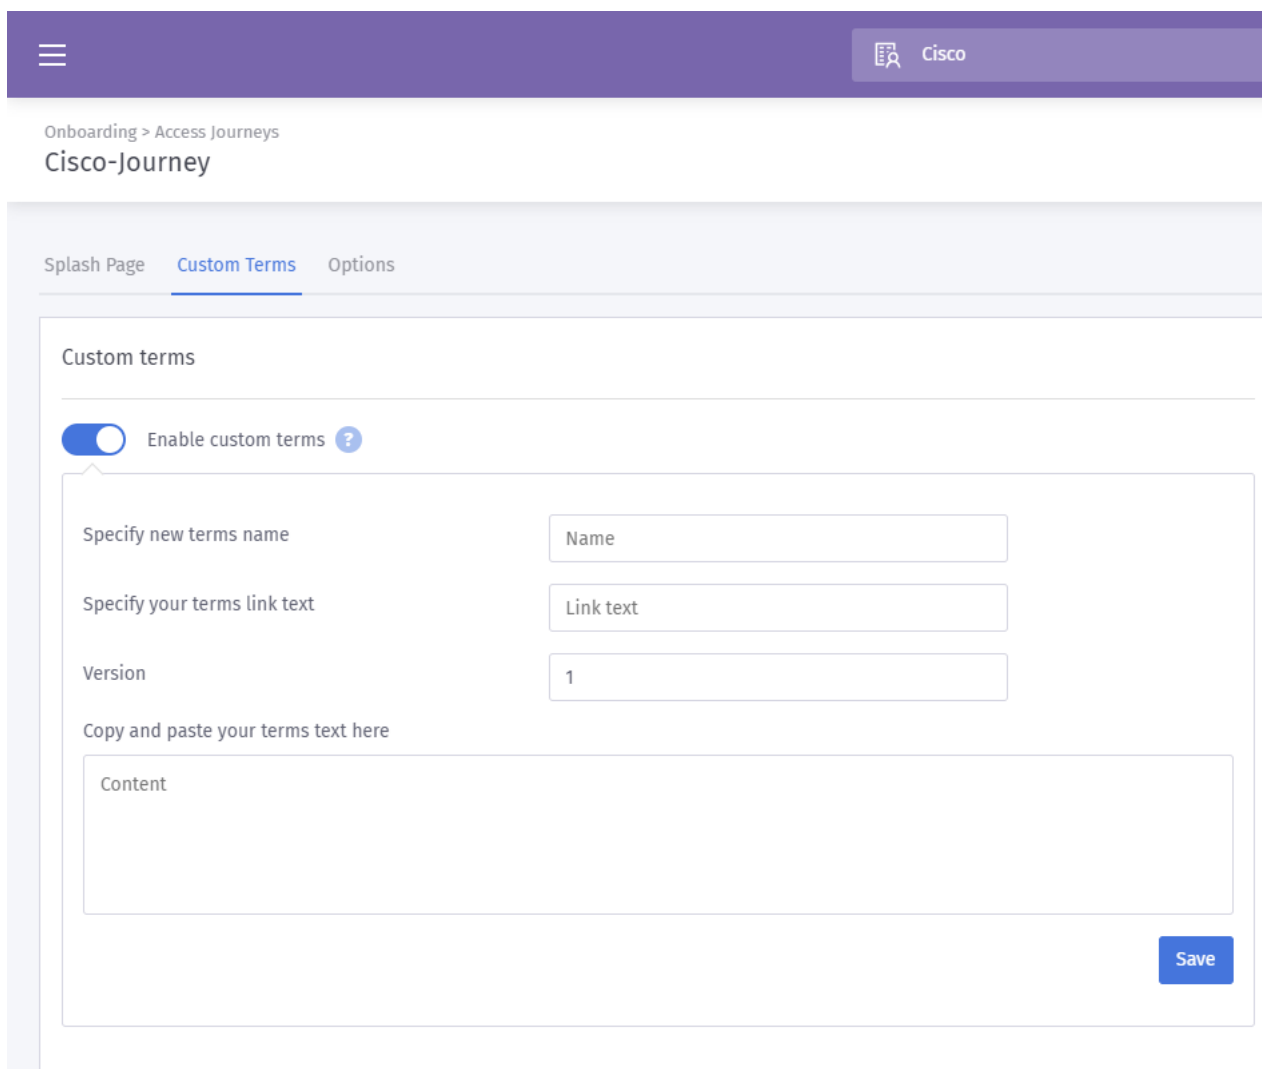 Cisco
Onboarding > Access Journeys
Cisco-Journey
Splash Page Custom Terms Options
Custom terms
Enable custom terms ?
Specify new terms name Name
Specify your terms link text Link text
Version 1
Copy and paste your terms text here
Content
Save